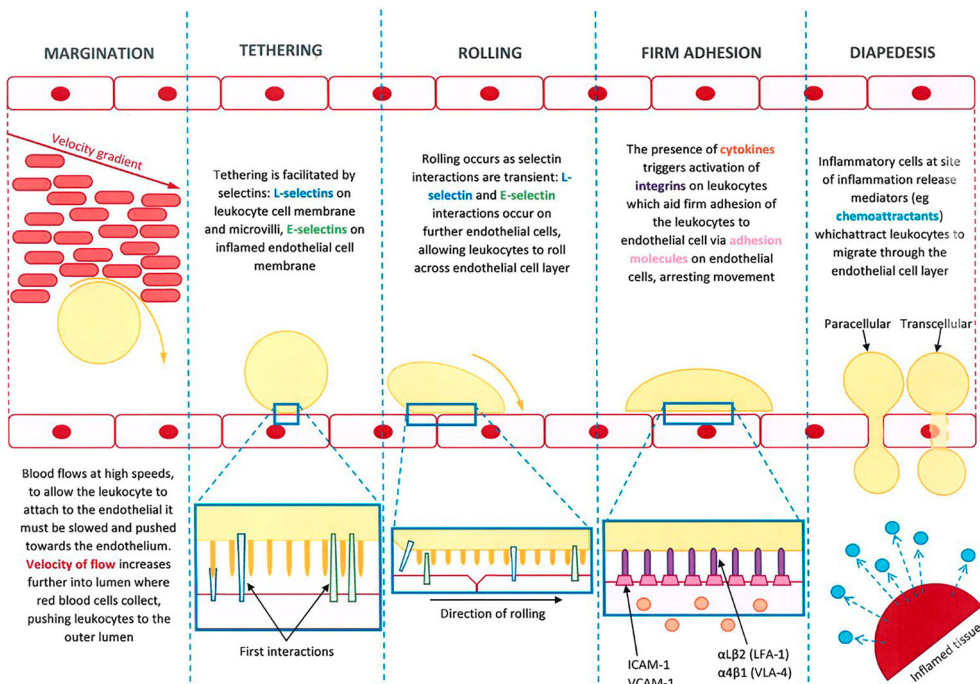 MARGINATION
TETHERING
ROLLING
FIRM ADHESION
DIAPEDESIS
Velocity gradient
Tethering is facilitated by
selectins: L-selectins on
leukocyte cell membrane
and microvilli, E-selectins on
inflamed endothelial cell
membrane
Rolling occurs as selectin
interactions are transient: L-
selectin and E-selectin
interactions occur on
further endothelial cells,
allowing leukocytes to roll
across endothelial cell layer
The presence of cytokines
triggers activation of
integrins on leukocytes
which aid firm adhesion of
the leukocytes to
endothelial cell via adhesion
molecules on endothelial
cells, arresting movement
Inflammatory cells at site
of inflammation release
mediators (eg
chemoattractants)
whichattract leukocytes to
migrate through the
endothelial cell layer
Paracellular
Transcellular
Blood flows at high speeds,
to allow the leukocyte to
attach to the endothelial it
must be slowed and pushed
towards the endothelium.
Velocity of flow increases
further into lumen where
red blood cells collect,
pushing leukocytes to the
outer lumen
First interactions
Direction of rolling
ICAM-1
VCAM-1
αLβ2 (LFA-1)
α4β1 (VLA-4)
Inflamed tissue